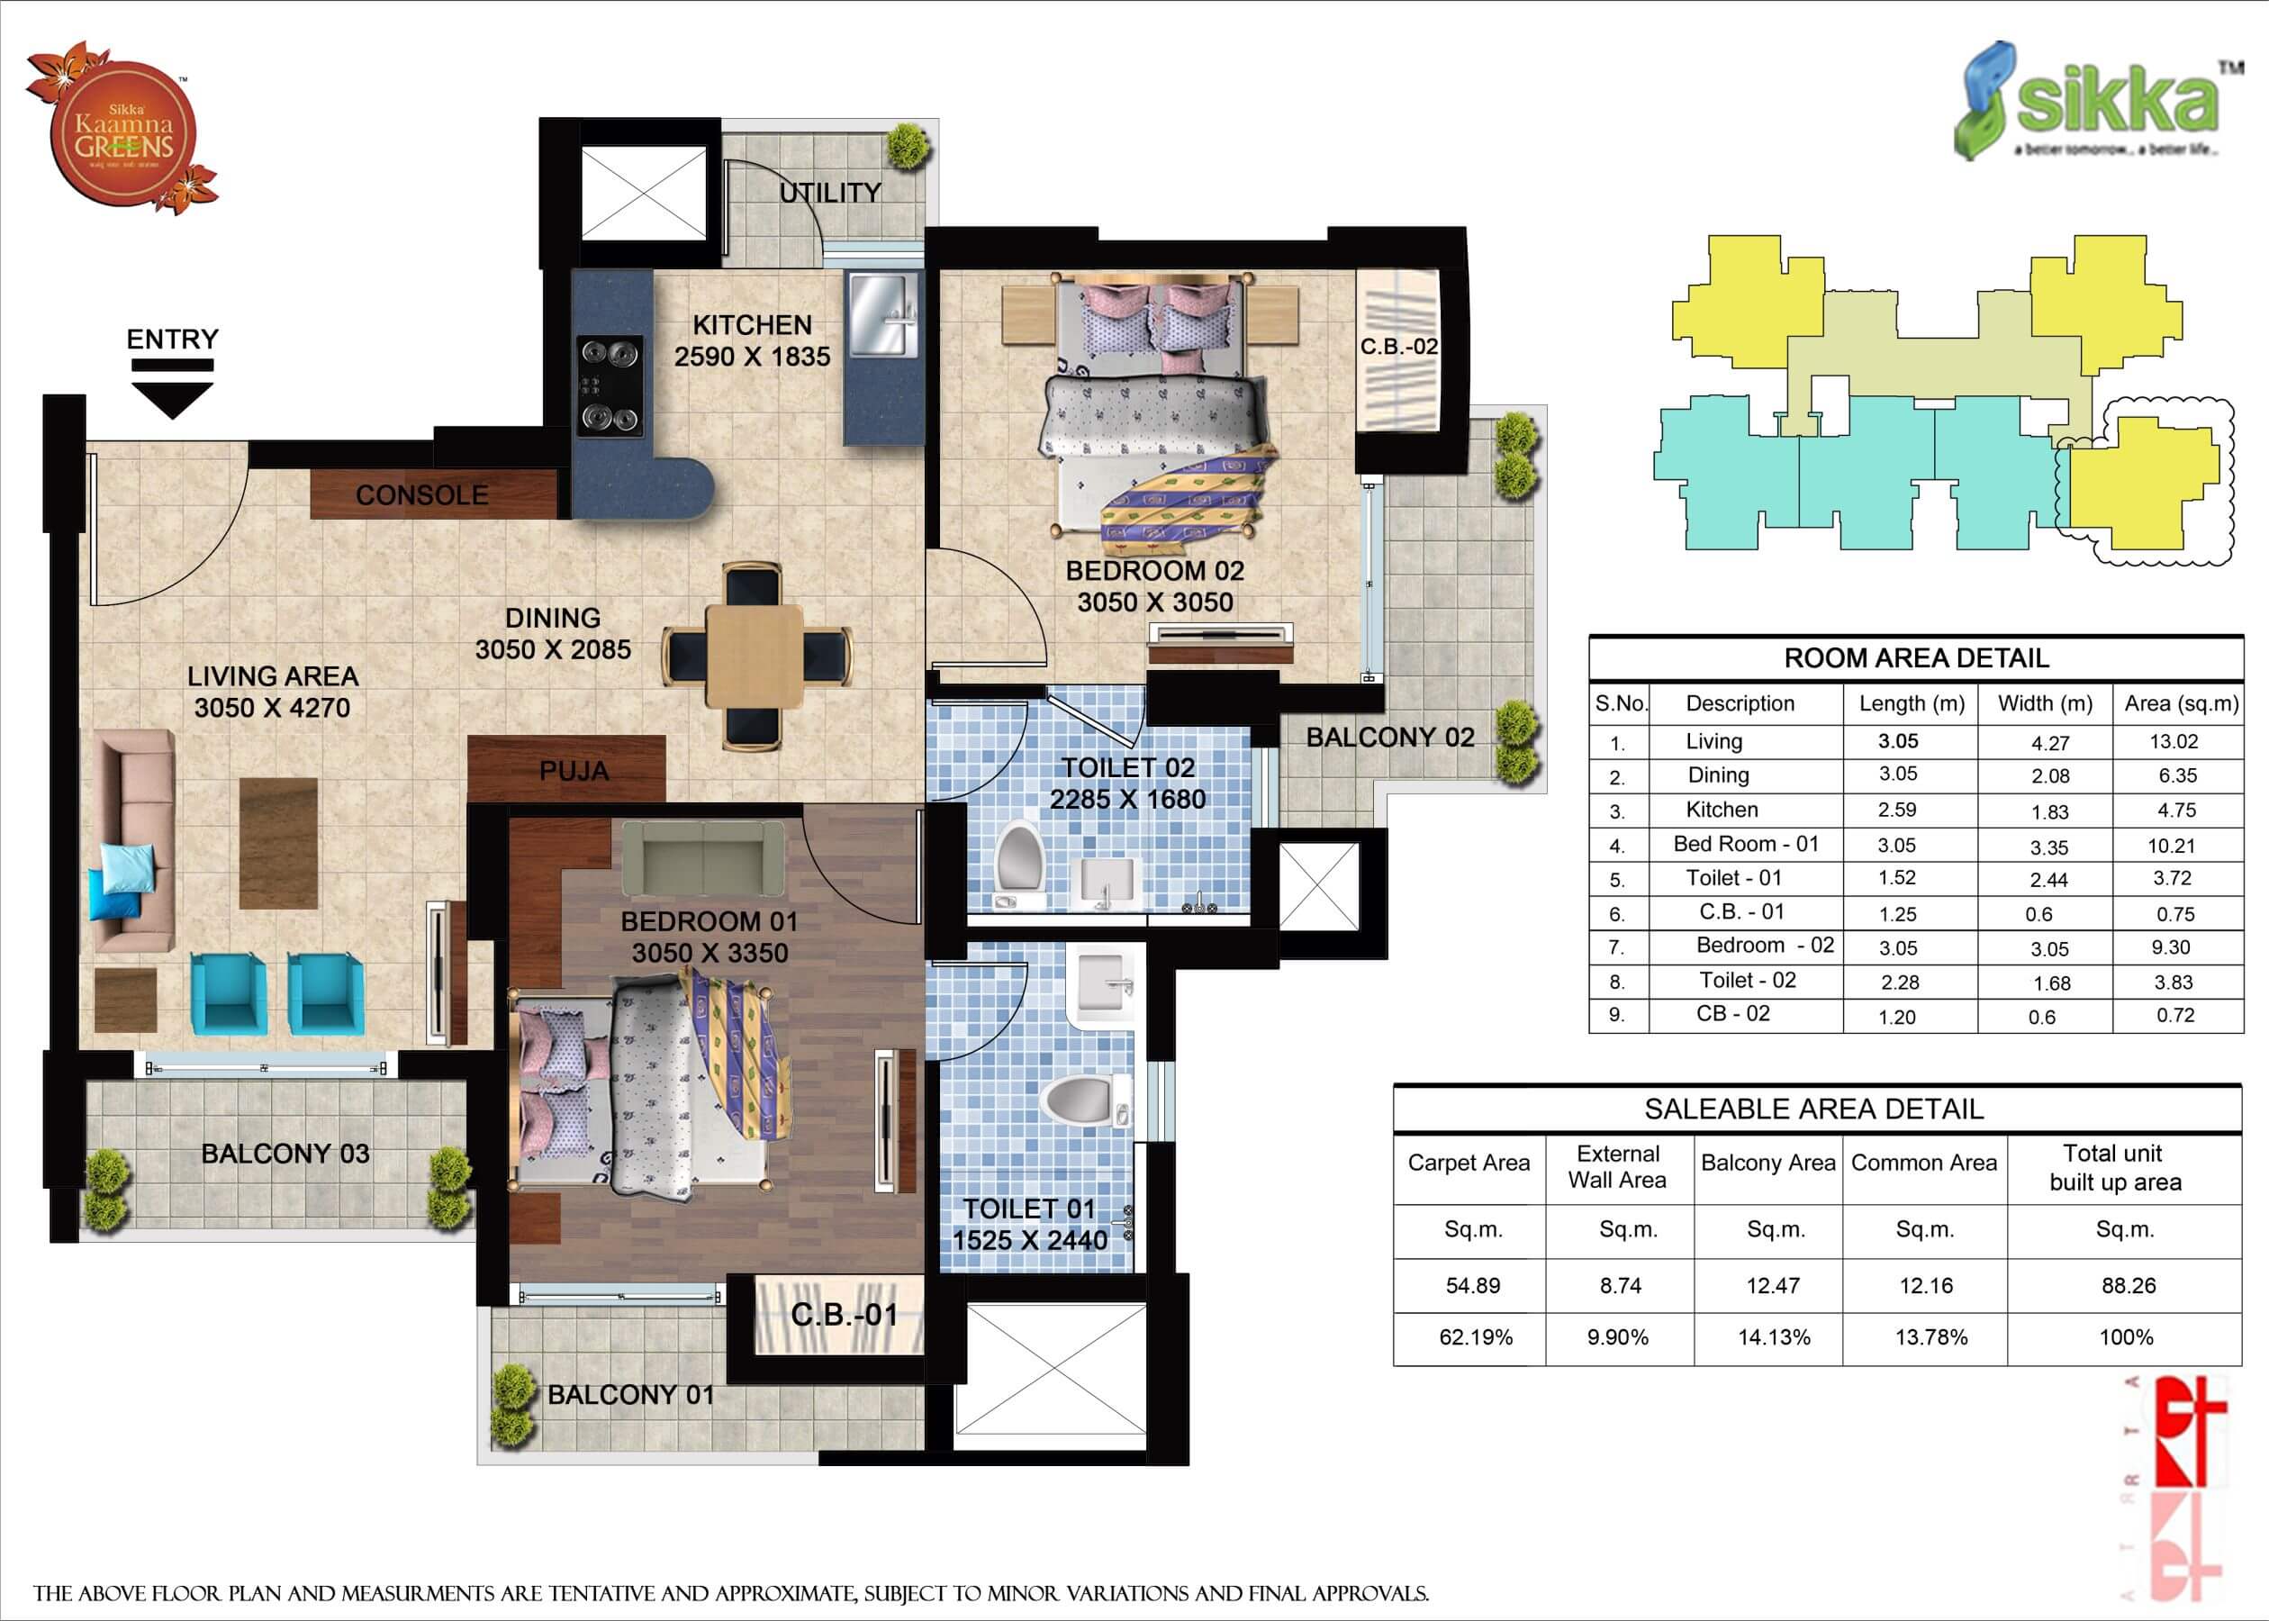 Sikka
Kaamna
GREENS
TM
sikka
TM
a better tomorrow... a better life...
UTILITY
KITCHEN
2590 X 1835
ENTRY
C.B.-02
CONSOLE
BEDROOM 02
3050 X 3050
DINING
3050 X 2085
LIVING AREA
3050 X 4270
BALCONY 02
PUJA
TOILET 02
2285 X 1680
BEDROOM 01
3050 X 3350
BALCONY 03
TOILET 01
1525 X 2440
C.B.-01
BALCONY 01
ROOM AREA DETAIL
S.No. Description Length (m) Width (m) Area (sq.m)
1. Living 3.05 4.27 13.02
2. Dining 3.05 2.08 6.35
3. Kitchen 2.59 1.83 4.75
4. Bed Room - 01 3.05 3.35 10.21
5. Toilet - 01 1.52 2.44 3.72
6. C.B. - 01 1.25 0.6 0.75
7. Bedroom - 02 3.05 3.05 9.30
8. Toilet - 02 2.28 1.68 3.83
9. CB - 02 1.20 0.6 0.72
SALEABLE AREA DETAIL
Carpet Area External Wall Area Balcony Area Common Area Total unit built up area
Sq.m. Sq.m. Sq.m. Sq.m. Sq.m.
54.89 8.74 12.47 12.16 88.26
62.19% 9.90% 14.13% 13.78% 100%
A R T A
THE ABOVE FLOOR PLAN AND MEASURMENTS ARE TENTATIVE AND APPROXIMATE, SUBJECT TO MINOR VARIATIONS AND FINAL APPROVALS.